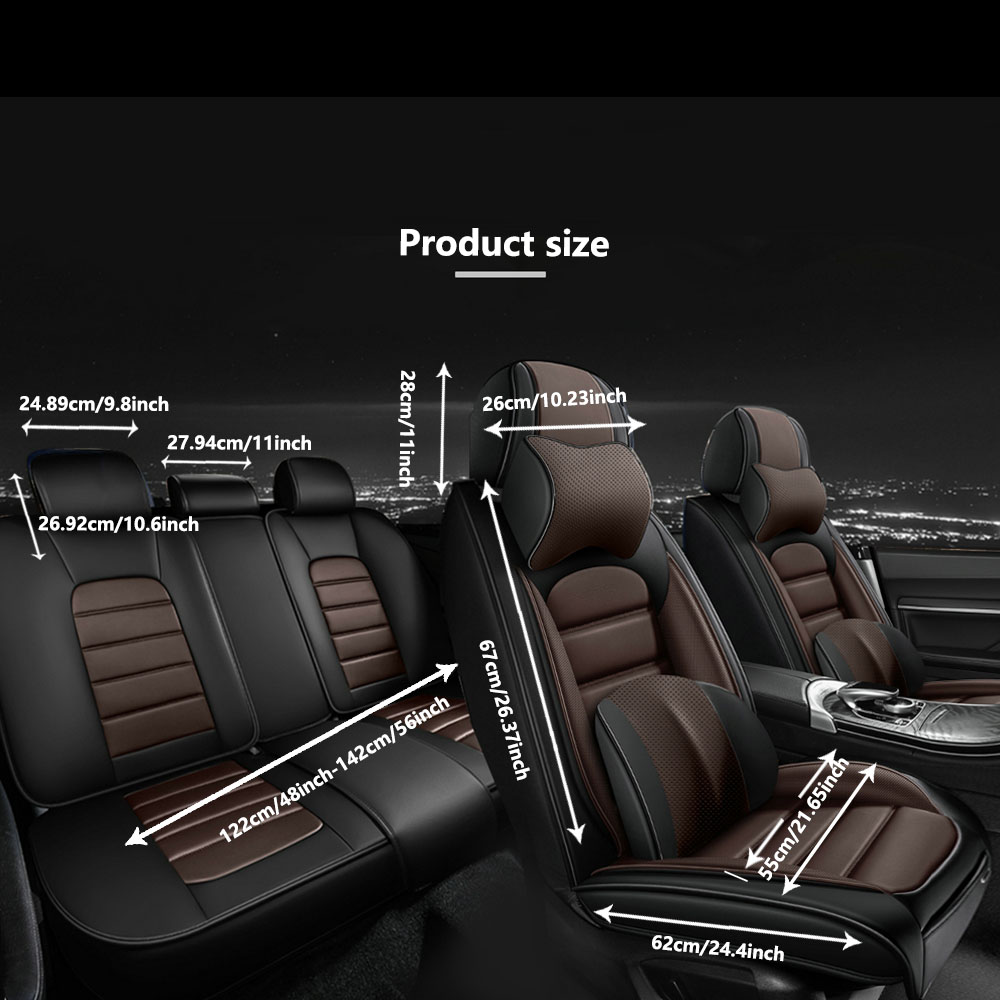 Product size
28cm/11inch
26cm/10.23inch
24.89cm/9.8inch
27.94cm/11inch
26.92cm/10.6inch
67cm/26.37inch
122cm/48inch-142cm/56inch
55cm/21.65inch
62cm/24.4inch